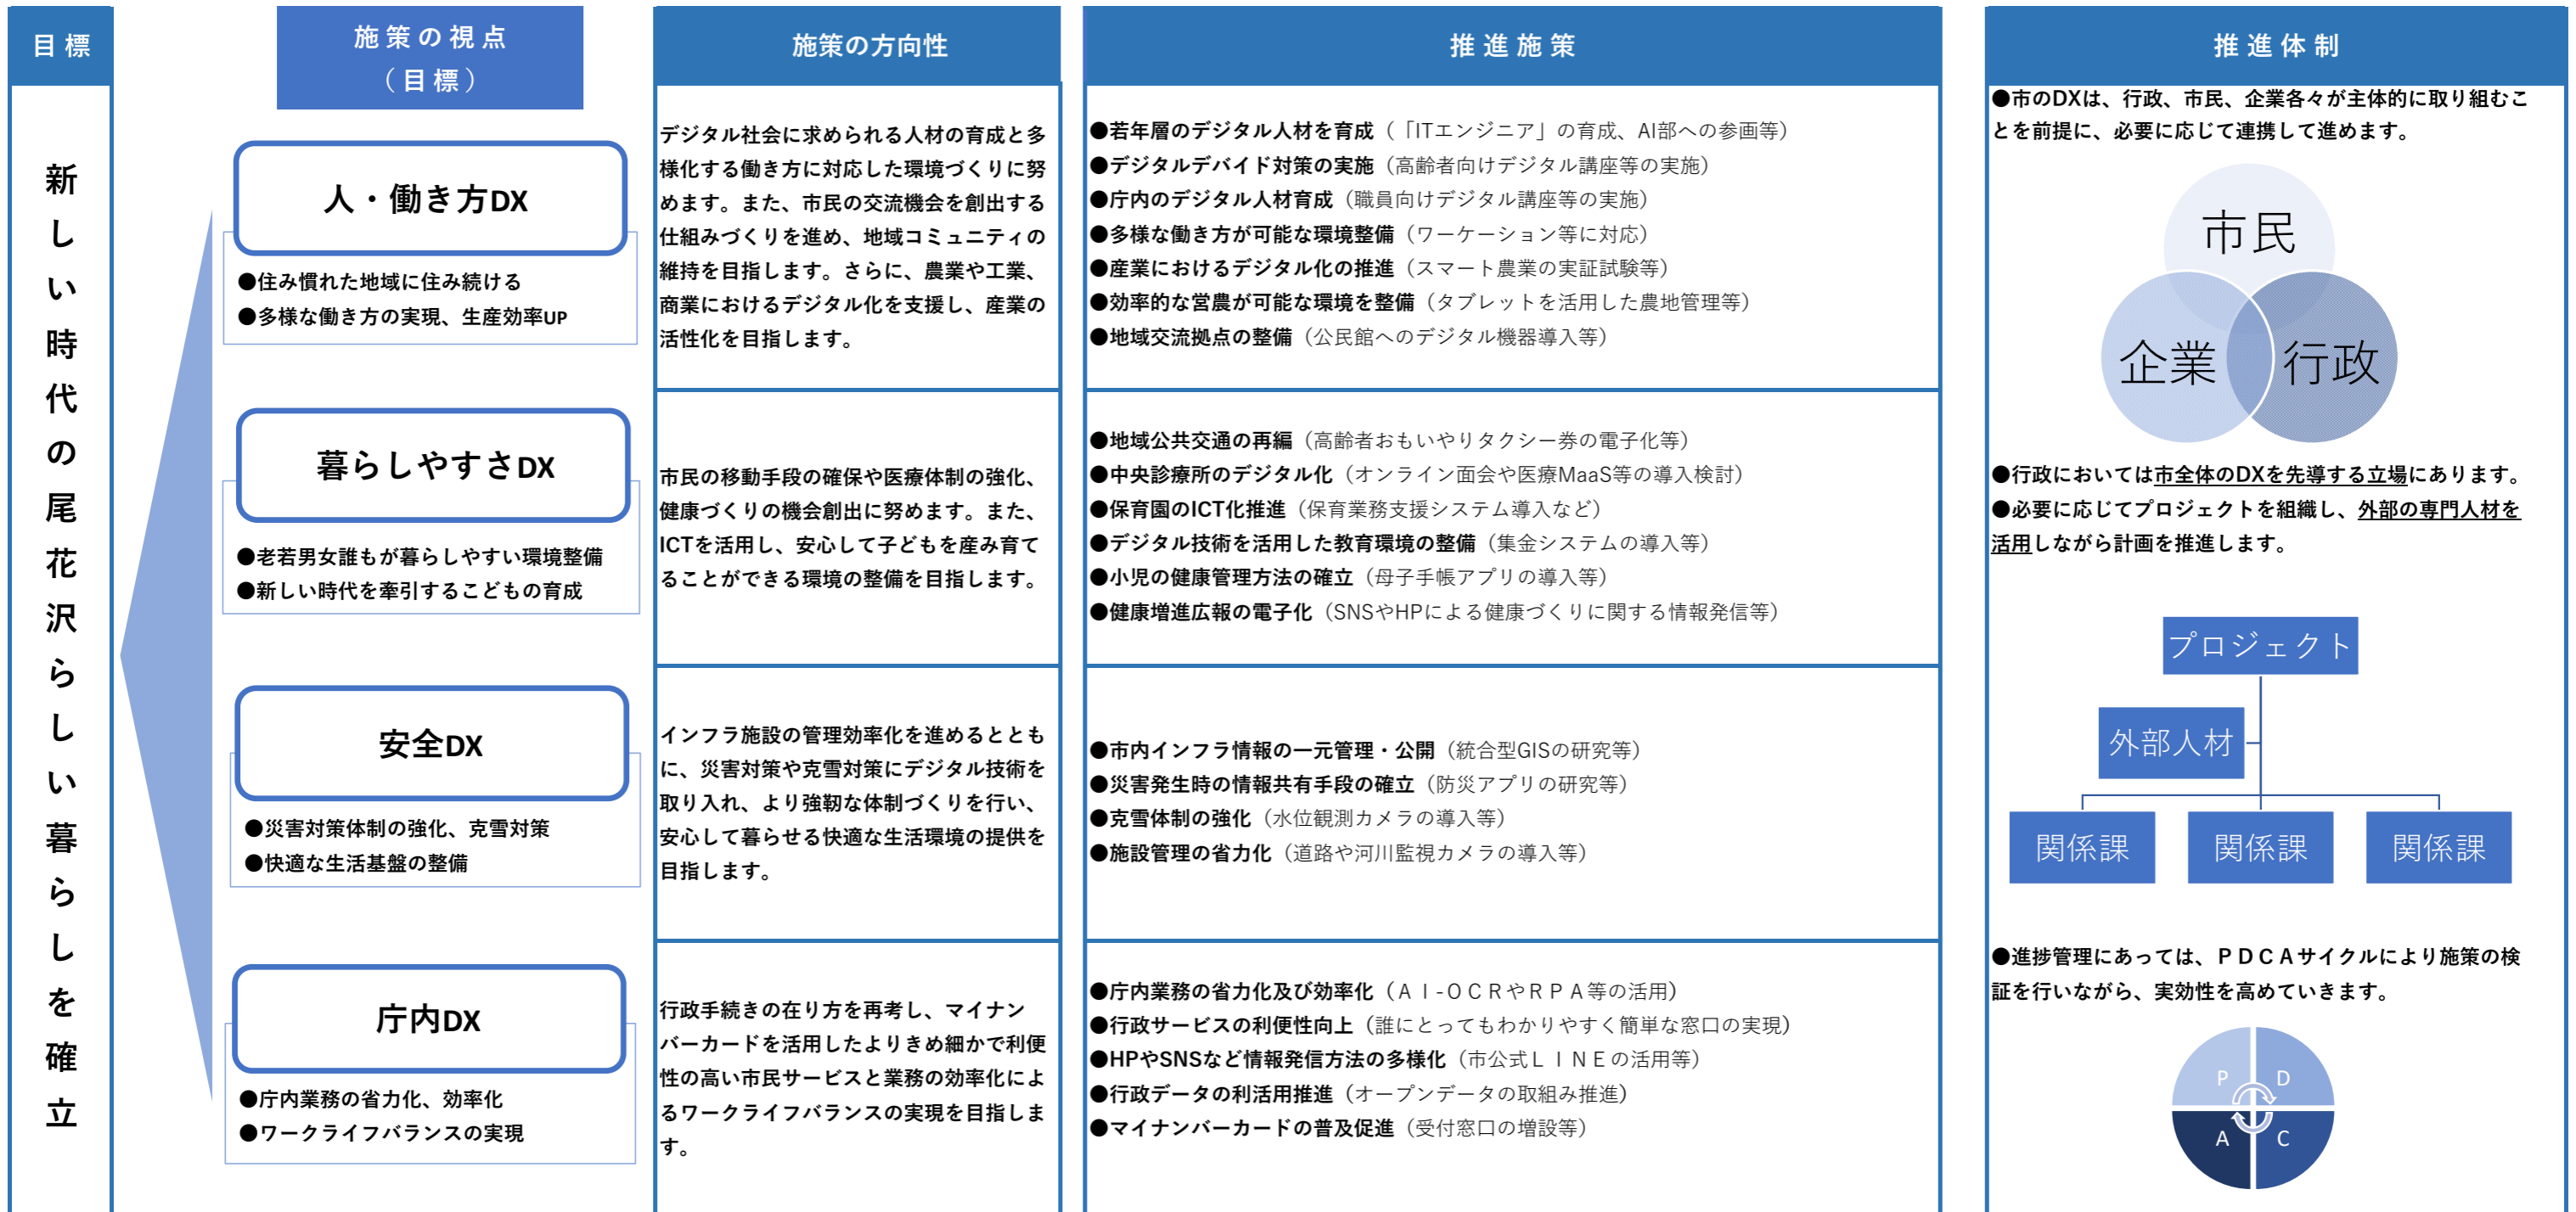 目標
新しい時代の尾花沢らしい暮らしを確立
施策の視点
（目標）
人・働き方DX
●住み慣れた地域に住み続ける
●多様な働き方の実現、生産効率UP
暮らしやすさDX
●老若男女誰もが暮らしやすい環境整備
●新しい時代を牽引するこどもの育成
安全DX
●災害対策体制の強化、克雪対策
●快適な生活基盤の整備
庁内DX
●庁内業務の省力化、効率化
●ワークライフバランスの実現
施策の方向性
デジタル社会に求められる人材の育成と多
様化する働き方に対応した環境づくりに努
めます。また、市民の交流機会を創出する
仕組みづくりを進め、地域コミュニティの
維持を目指します。さらに、農業や工業、
商業におけるデジタル化を支援し、産業の
活性化を目指します。
市民の移動手段の確保や医療体制の強化、
健康づくりの機会創出に努めます。また、
ICTを活用し、安心して子どもを産み育て
ることができる環境の整備を目指します。
インフラ施設の管理効率化を進めるととも
に、災害対策や克雪対策にデジタル技術を
取り入れ、より強靭な体制づくりを行い、
安心して暮らせる快適な生活環境の提供を
目指します。
行政手続きの在り方を再考し、マイナン
バーカードを活用したよりきめ細かで利便
性の高い市民サービスと業務の効率化によ
るワークライフバランスの実現を目指しま
す。
推進施策
●若年層のデジタル人材を育成（「ITエンジニア」の育成、AI部への参画等）
●デジタルデバイド対策の実施（高齢者向けデジタル講座等の実施）
●庁内のデジタル人材育成（職員向けデジタル講座等の実施）
●多様な働き方が可能な環境整備（ワーケーション等に対応）
●産業におけるデジタル化の推進（スマート農業の実証試験等）
●効率的な営農が可能な環境を整備（タブレットを活用した農地管理等）
●地域交流拠点の整備（公民館へのデジタル機器導入等）
●地域公共交通の再編（高齢者おもいやりタクシー券の電子化等）
●中央診療所のデジタル化（オンライン面会や医療MaaS等の導入検討）
●保育園のICT化推進（保育業務支援システム導入など）
●デジタル技術を活用した教育環境の整備（集金システムの導入等）
●小児の健康管理方法の確立（母子手帳アプリの導入等）
●健康増進広報の電子化（SNSやHPによる健康づくりに関する情報発信等）
●市内インフラ情報の一元管理・公開（統合型GISの研究等）
●災害発生時の情報共有手段の確立（防災アプリの研究等）
●克雪体制の強化（水位観測カメラの導入等）
●施設管理の省力化（道路や河川監視カメラの導入等）
●庁内業務の省力化及び効率化（ＡＩ-ＯＣＲやＲＰＡ等の活用）
●行政サービスの利便性向上（誰にとってもわかりやすく簡単な窓口の実現）
●HPやSNSなど情報発信方法の多様化（市公式ＬＩＮＥの活用等）
●行政データの利活用推進（オープンデータの取組み推進）
●マイナンバーカードの普及促進（受付窓口の増設等）
推進体制
●市のDXは、行政、市民、企業各々が主体的に取り組むこ
とを前提に、必要に応じて連携して進めます。
市民
企業
行政
●行政においては市全体のDXを先導する立場にあります。
●必要に応じてプロジェクトを組織し、外部の専門人材を
活用しながら計画を推進します。
プロジェクト
外部人材
関係課
関係課
関係課
●進捗管理にあっては、ＰＤＣＡサイクルにより施策の検
証を行いながら、実効性を高めていきます。
P
D
A
C